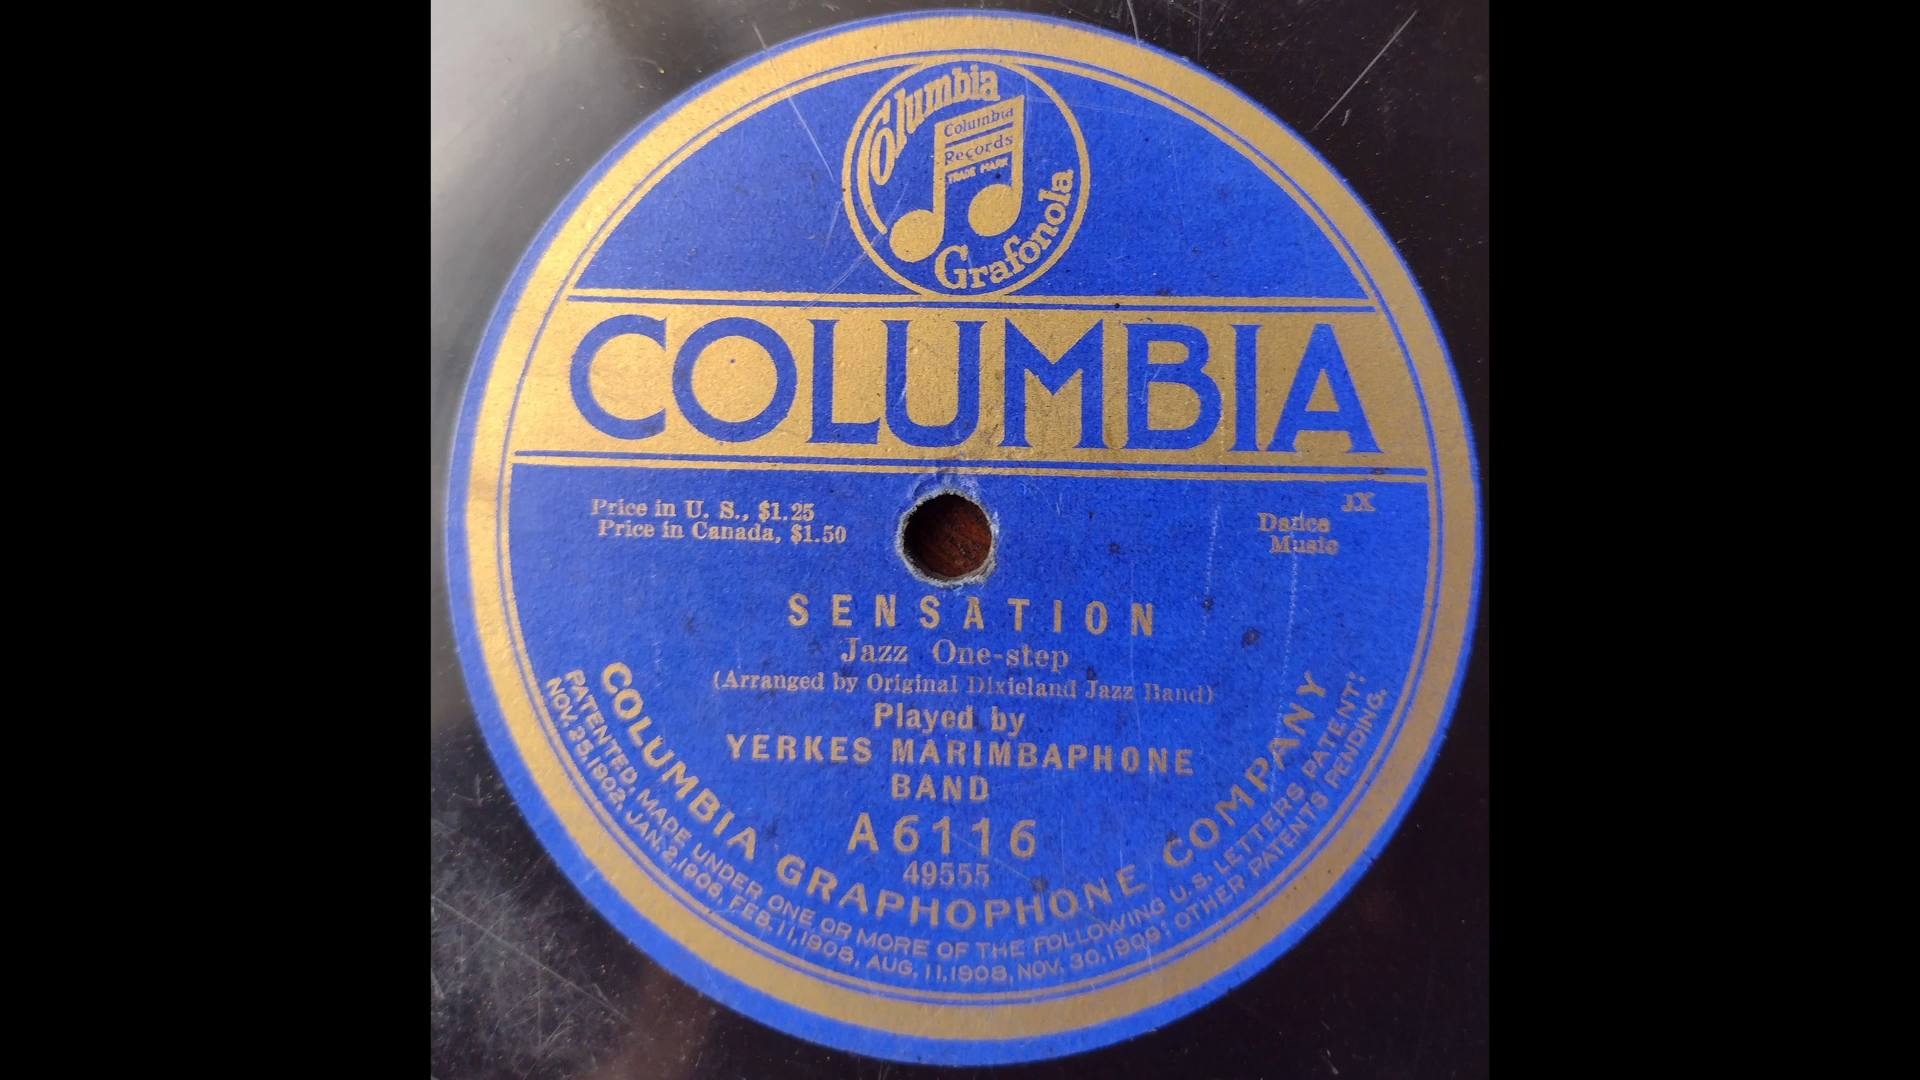 Columbia
Columbia
Records
TRADE MARK
Grafonola
COLUMBIA
Price in U. S., $1.25
Price in Canada, $1.50
JX
Dance
Music
SENSATION
Jazz One-step
(Arranged by Original Dixieland Jazz Band)
Played by
YERKES MARIMBAPHONE
BAND
A6116
49555
COLUMBIA GRAPHOPHONE COMPANY
PATENTED, MADE UNDER ONE OR MORE OF THE FOLLOWING U.S. LETTERS PATENT:
NOV. 25, 1902, JAN. 2, 1906, FEB. 11, 1908, AUG. 11, 1908, NOV. 30, 1909; OTHER PATENTS PENDING.